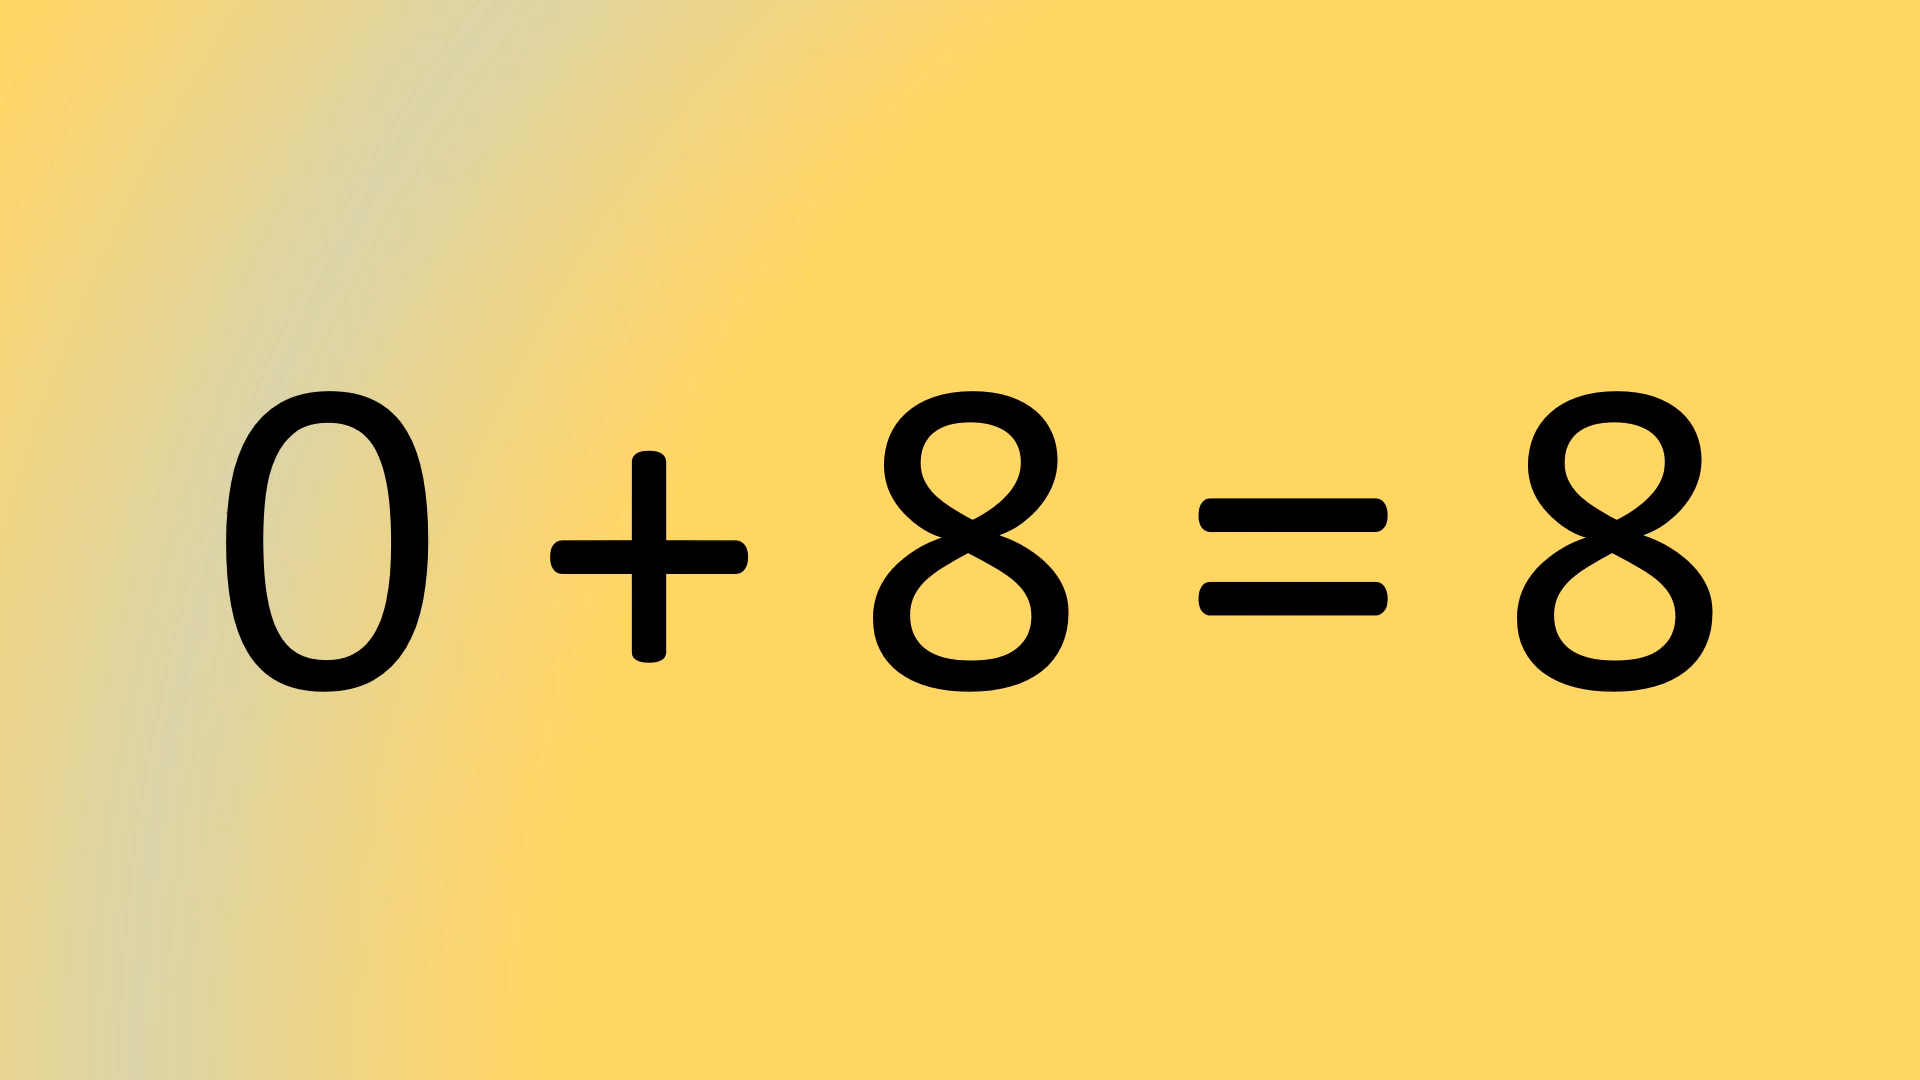 0 + 8 = 8